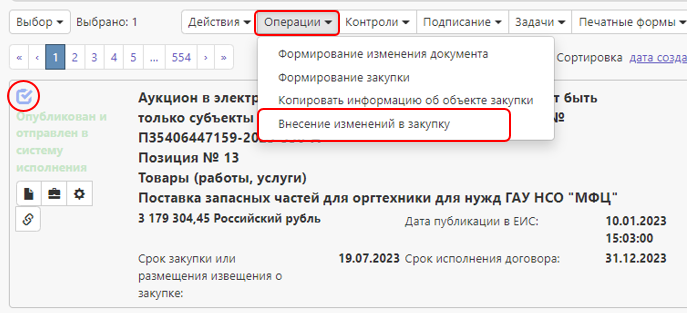 Выбор Выбрано: 1 Действия Операции Контроли Подписание Задачи Печатные формы
« ‹ 1 2 3 4 5 ... 554 › » Сортировка дата созда
Формирование изменения документа
Формирование закупки
Копировать информацию об объекте закупки
Внесение изменений в закупку
Опубликован и
отправлен в
систему
исполнения
Аукцион в электр ет быть
только субъекты №
Позиция № 13
Товары (работы, услуги)
Поставка запасных частей для оргтехники для нужд ГАУ НСО "МФЦ"
3 179 304,45 Российский рубль
Дата публикации в ЕИС: 10.01.2023
15:03:00
Срок закупки или
размещения извещения о
закупке:
19.07.2023 Срок исполнения договора: 31.12.2023